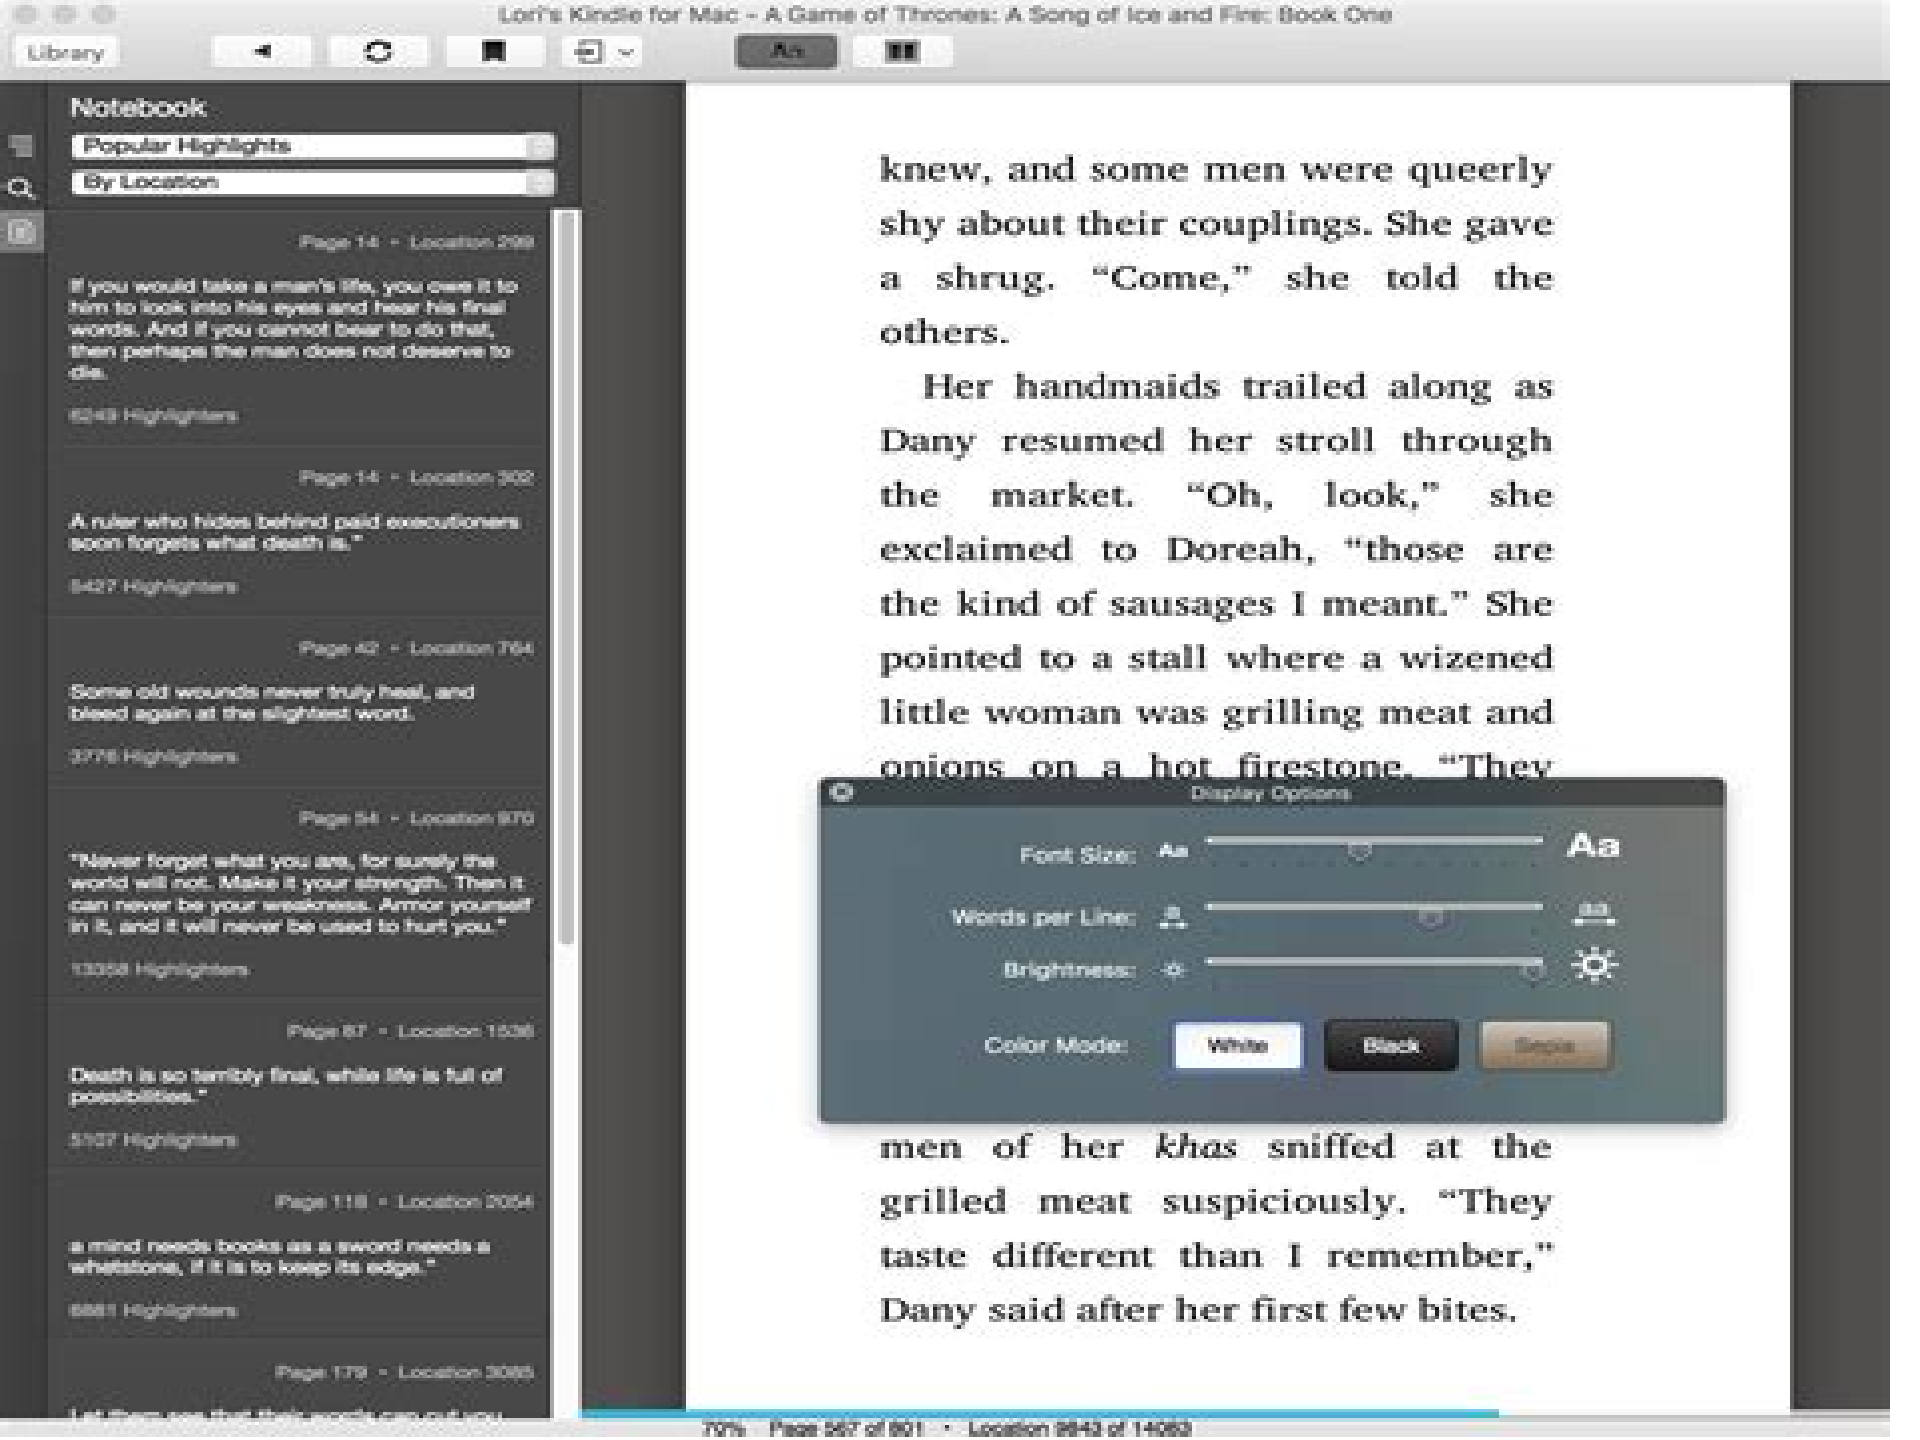 Lori's Kindle for Mac – A Game of Thrones: A Song of Ice and Fire: Book One
Library
Aa
Notebook
Popular Highlights
By Location
Page 14 • Location 299
If you would take a man's life, you owe it to
him to look into his eyes and hear his final
words. And if you cannot bear to do that,
then perhaps the man does not deserve to
die.
6249 Highlighters
Page 14 • Location 302
A ruler who hides behind paid executioners
soon forgets what death is."
5427 Highlighters
Page 42 • Location 764
Some old wounds never truly heal, and
bleed again at the slightest word.
3776 Highlighters
Page 54 • Location 970
"Never forget what you are, for surely the
world will not. Make it your strength. Then it
can never be your weakness. Armor yourself
in it, and it will never be used to hurt you."
13358 Highlighters
Page 87 • Location 1536
Death is so terribly final, while life is full of
possibilities."
5107 Highlighters
Page 118 • Location 2054
a mind needs books as a sword needs a
whetstone, if it is to keep its edge."
6681 Highlighters
Page 179 • Location 3085
Let them see that their words can cut you,
knew, and some men were queerly
shy about their couplings. She gave
a shrug. “Come,” she told the
others.
Her handmaids trailed along as
Dany resumed her stroll through
the market. “Oh, look,” she
exclaimed to Doreah, “those are
the kind of sausages I meant.” She
pointed to a stall where a wizened
little woman was grilling meat and
onions on a hot firestone. “They
Display Options
Font Size: Aa Aa
Words per Line: a aa
Brightness:
Color Mode: White Black Sepia
men of her khas sniffed at the
grilled meat suspiciously. “They
taste different than I remember,”
Dany said after her first few bites.
70% Page 567 of 801 • Location 9843 of 14063